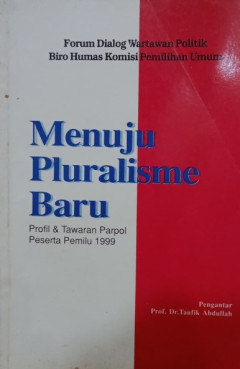 Forum Dialog Wartawan Politik
Biro Humas Komisi Pemilihan Umum
Menuju
Pluralisme
Baru
Profil & Tawaran Parpol
Peserta Pemilu 1999
Pengantar
Prof. Dr.Taufik Abdullah